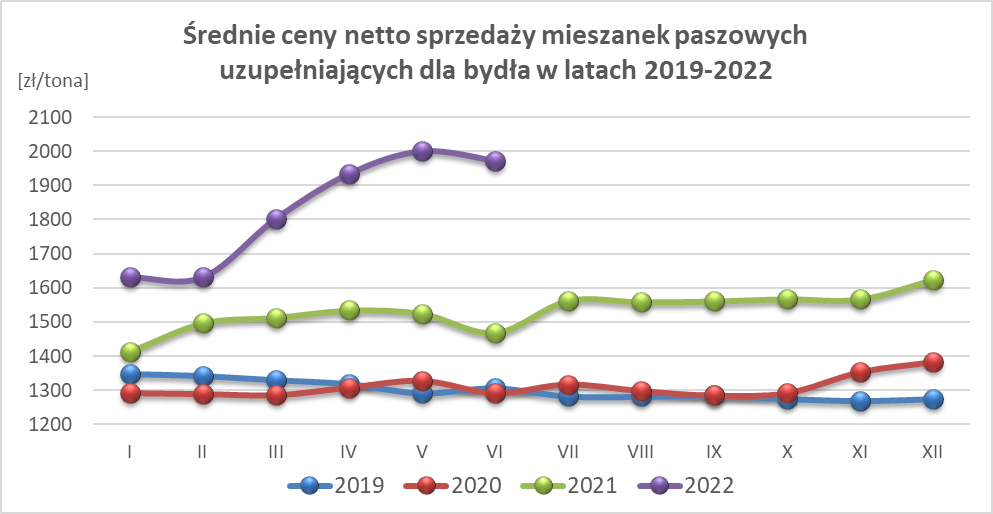 Średnie ceny netto sprzedaży mieszanek paszowych
uzupełniających dla bydła w latach 2019-2022
[zł/tona]
2100
2000
1900
1800
1700
1600
1500
1400
1300
1200
I II III IV V VI VII VIII IX X XI XII
2019 2020 2021 2022